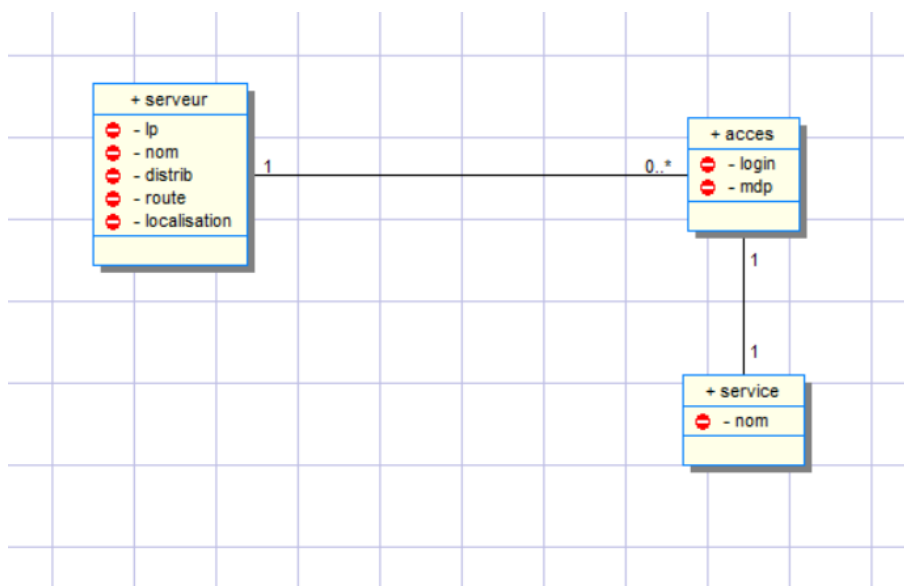 + serveur
- Ip
- nom
- distrib
- route
- localisation
1
0..*
+ acces
- login
- mdp
1
1
+ service
- nom